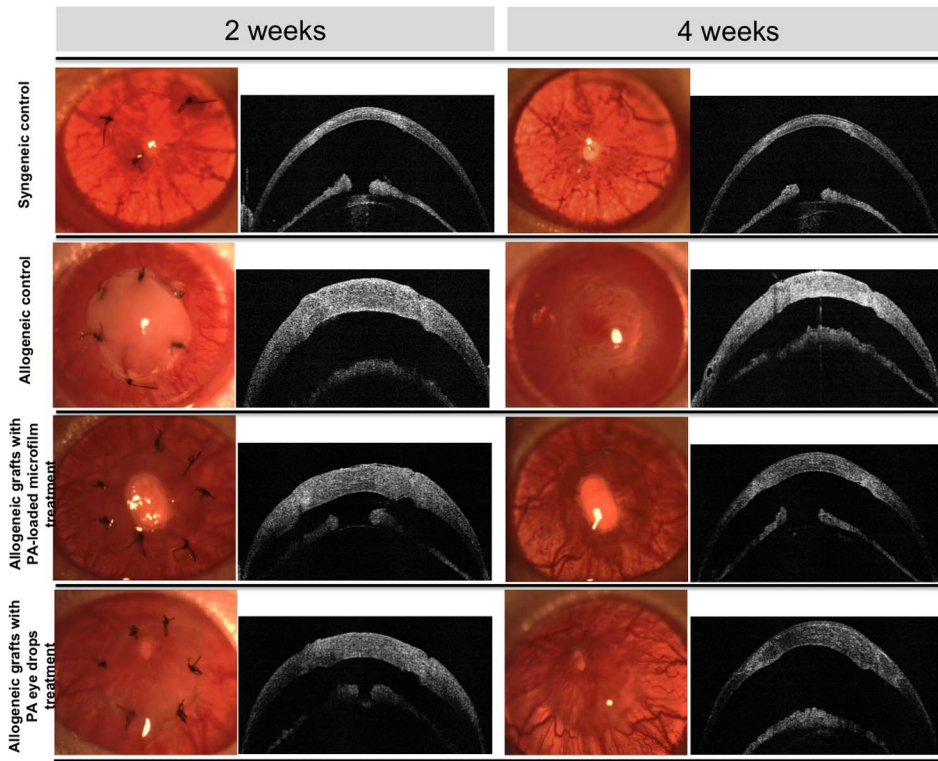 2 weeks
4 weeks
Syngeneic control
Allogeneic control
Allogeneic grafts with
PA-loaded microfilm
treatment
Allogeneic grafts with
PA eye drops
treatment